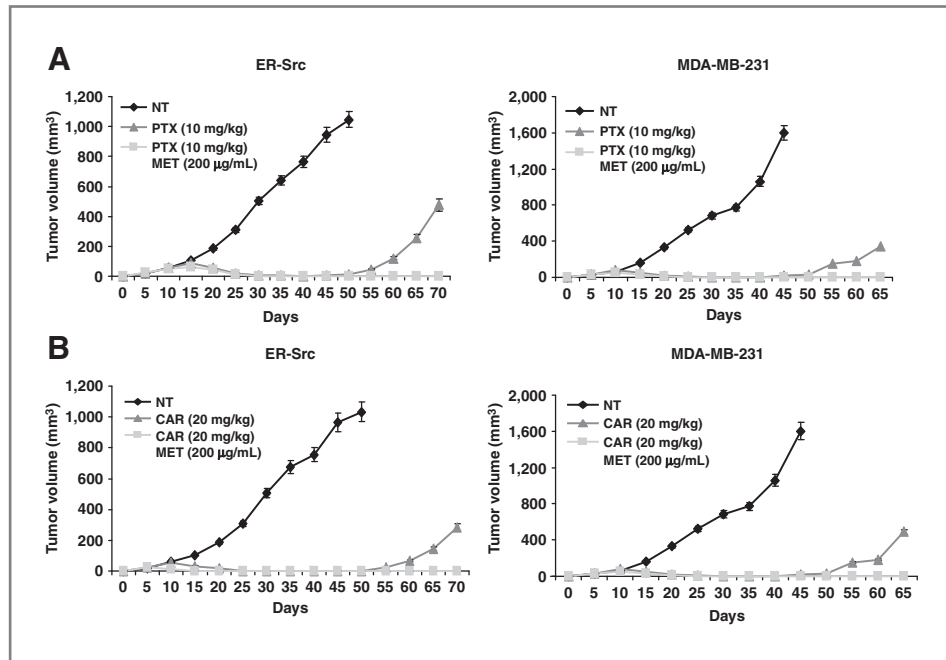 A
ER-Src
Tumor volume (mm³)
1,200
1,000
800
600
400
200
0
NT
PTX (10 mg/kg)
PTX (10 mg/kg)
MET (200 µg/mL)
0 5 10 15 20 25 30 35 40 45 50 55 60 65 70
Days
MDA-MB-231
Tumor volume (mm³)
2,000
1,600
1,200
800
400
0
NT
PTX (10 mg/kg)
PTX (10 mg/kg)
MET (200 µg/mL)
0 5 10 15 20 25 30 35 40 45 50 55 60 65
Days
B
ER-Src
Tumor volume (mm³)
1,200
1,000
800
600
400
200
0
NT
CAR (20 mg/kg)
CAR (20 mg/kg)
MET (200 µg/mL)
0 5 10 15 20 25 30 35 40 45 50 55 60 65 70
Days
MDA-MB-231
Tumor volume (mm³)
2,000
1,600
1,200
800
400
0
NT
CAR (20 mg/kg)
CAR (20 mg/kg)
MET (200 µg/mL)
0 5 10 15 20 25 30 35 40 45 50 55 60 65
Days